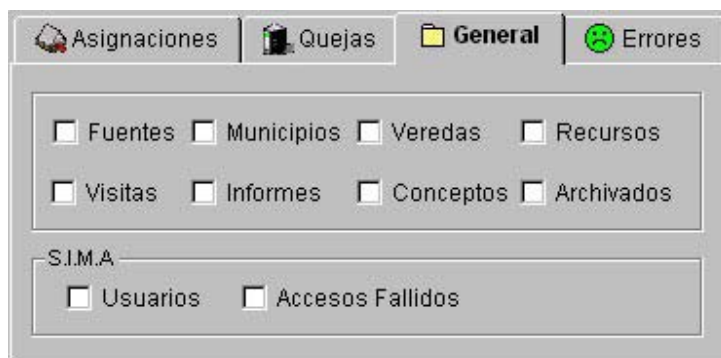 Asignaciones Quejas General Errores
Fuentes Municipios Veredas Recursos
Visitas Informes Conceptos Archivados
S.I.M.A
Usuarios Accesos Fallidos